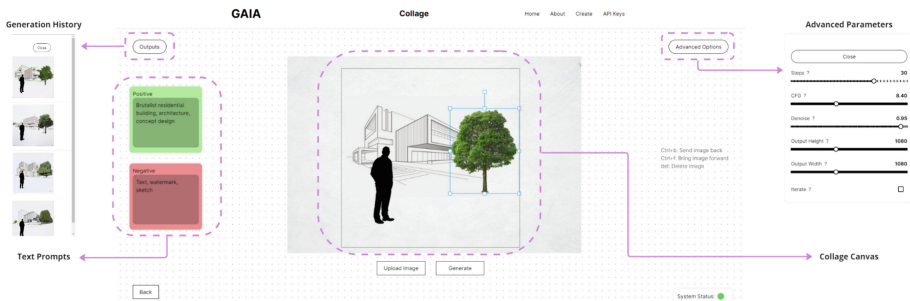 GAIA
Collage
Home
About
Create
API Keys
Generation History
Advanced Parameters
Close
Outputs
Advanced Options
Close
Steps ?
30
CFG ?
8.40
Denoise ?
0.95
Output Height ?
1080
Output Width ?
1080
Iterate ?
Positive
Brutalist residential
building, architecture,
concept design
Negative
Text, watermark,
sketch
Ctrl+b: Send image back
Ctrl+f: Bring image forward
del: Delete image
Text Prompts
Collage Canvas
Upload Image
Generate
Back
System Status: